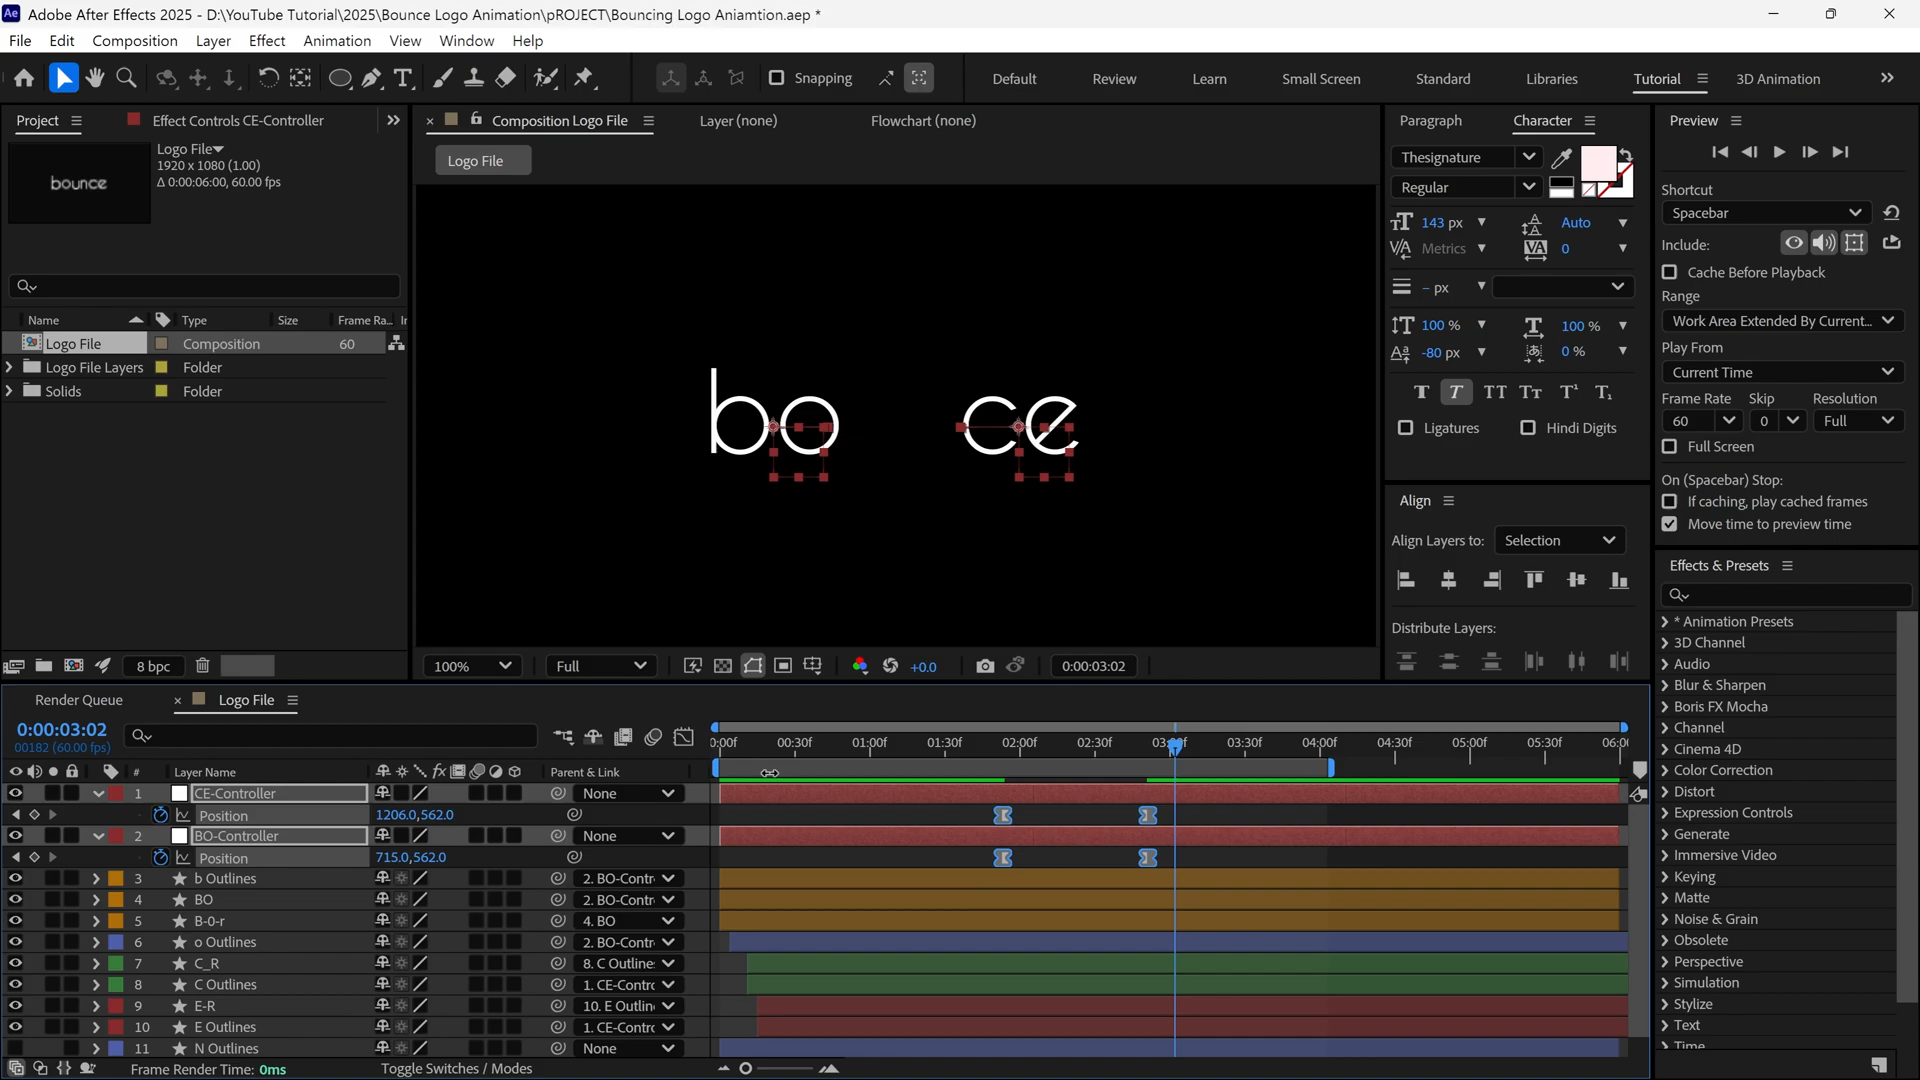 Adobe After Effects 2025 - D:\YouTube Tutorial\2025\Bounce Logo Animation\pROJECT\Bouncing Logo Aniamtion.aep *
File Edit Composition Layer Effect Animation View Window Help
Snapping
Default Review Learn Small Screen Standard Libraries Tutorial 3D Animation
Project Effect Controls CE-Controller
Composition Logo File Layer (none) Flowchart (none)
Paragraph Character
Preview
Logo File
1920 x 1080 (1.00)
Δ 0:00:06:00, 60.00 fps
bounce
Logo File
Name Type Size Frame Ra...
Logo File Composition 60
Logo File Layers Folder
Solids Folder
8 bpc
bo ce
100% Full +0.0 0:00:03:02
Thesignature
Regular
143 px Auto
Metrics 0
- px
100 % 100 %
-80 px 0 %
Ligatures Hindi Digits
Align
Align Layers to: Selection
Distribute Layers:
Shortcut
Spacebar
Include:
Cache Before Playback
Range
Work Area Extended By Current...
Play From
Current Time
Frame Rate Skip Resolution
60 0 Full
Full Screen
On (Spacebar) Stop:
If caching, play cached frames
Move time to preview time
Effects & Presets
* Animation Presets
3D Channel
Audio
Blur & Sharpen
Boris FX Mocha
Channel
Cinema 4D
Color Correction
Distort
Expression Controls
Generate
Immersive Video
Keying
Matte
Noise & Grain
Obsolete
Perspective
Simulation
Stylize
Text
Time
Render Queue Logo File
0:00:03:02
00182 (60.00 fps)
0:00f 00:30f 01:00f 01:30f 02:00f 02:30f 03:00f 03:30f 04:00f 04:30f 05:00f 05:30f 06:0
# Layer Name Parent & Link
1 CE-Controller None
Position 1206.0,562.0
2 BO-Controller None
Position 715.0,562.0
3 b Outlines 2. BO-Contr
4 BO 2. BO-Contr
5 B-0-r 4. BO
6 o Outlines 2. BO-Contr
7 C_R 8. C Outline
8 C Outlines 1. CE-Contr
9 E-R 10. E Outlin
10 E Outlines 1. CE-Contr
11 N Outlines None
Frame Render Time: 0ms Toggle Switches / Modes